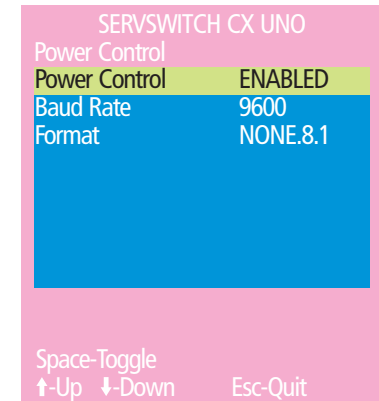 SERVSWITCH CX UNO
Power Control
Power Control ENABLED
Baud Rate 9600
Format NONE.8.1
Space-Toggle
⬆-Up ⬇-Down Esc-Quit